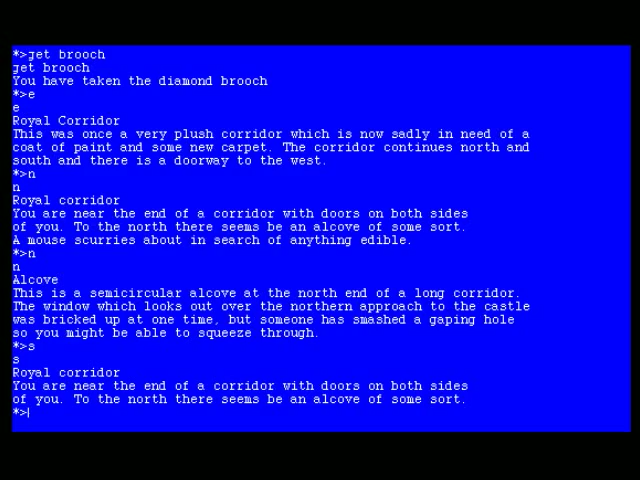 *>get brooch
get brooch
You have taken the diamond brooch
*>e
e
Royal Corridor
This was once a very plush corridor which is now sadly in need of a
coat of paint and some new carpet. The corridor continues north and
south and there is a doorway to the west.
*>n
n
Royal corridor
You are near the end of a corridor with doors on both sides
of you. To the north there seems be an alcove of some sort.
A mouse scurries about in search of anything edible.
*>n
n
Alcove
This is a semicircular alcove at the north end of a long corridor.
The window which looks out over the northern approach to the castle
was bricked up at one time, but someone has smashed a gaping hole
so you might be able to squeeze through.
*>s
s
Royal corridor
You are near the end of a corridor with doors on both sides
of you. To the north there seems be an alcove of some sort.
*>